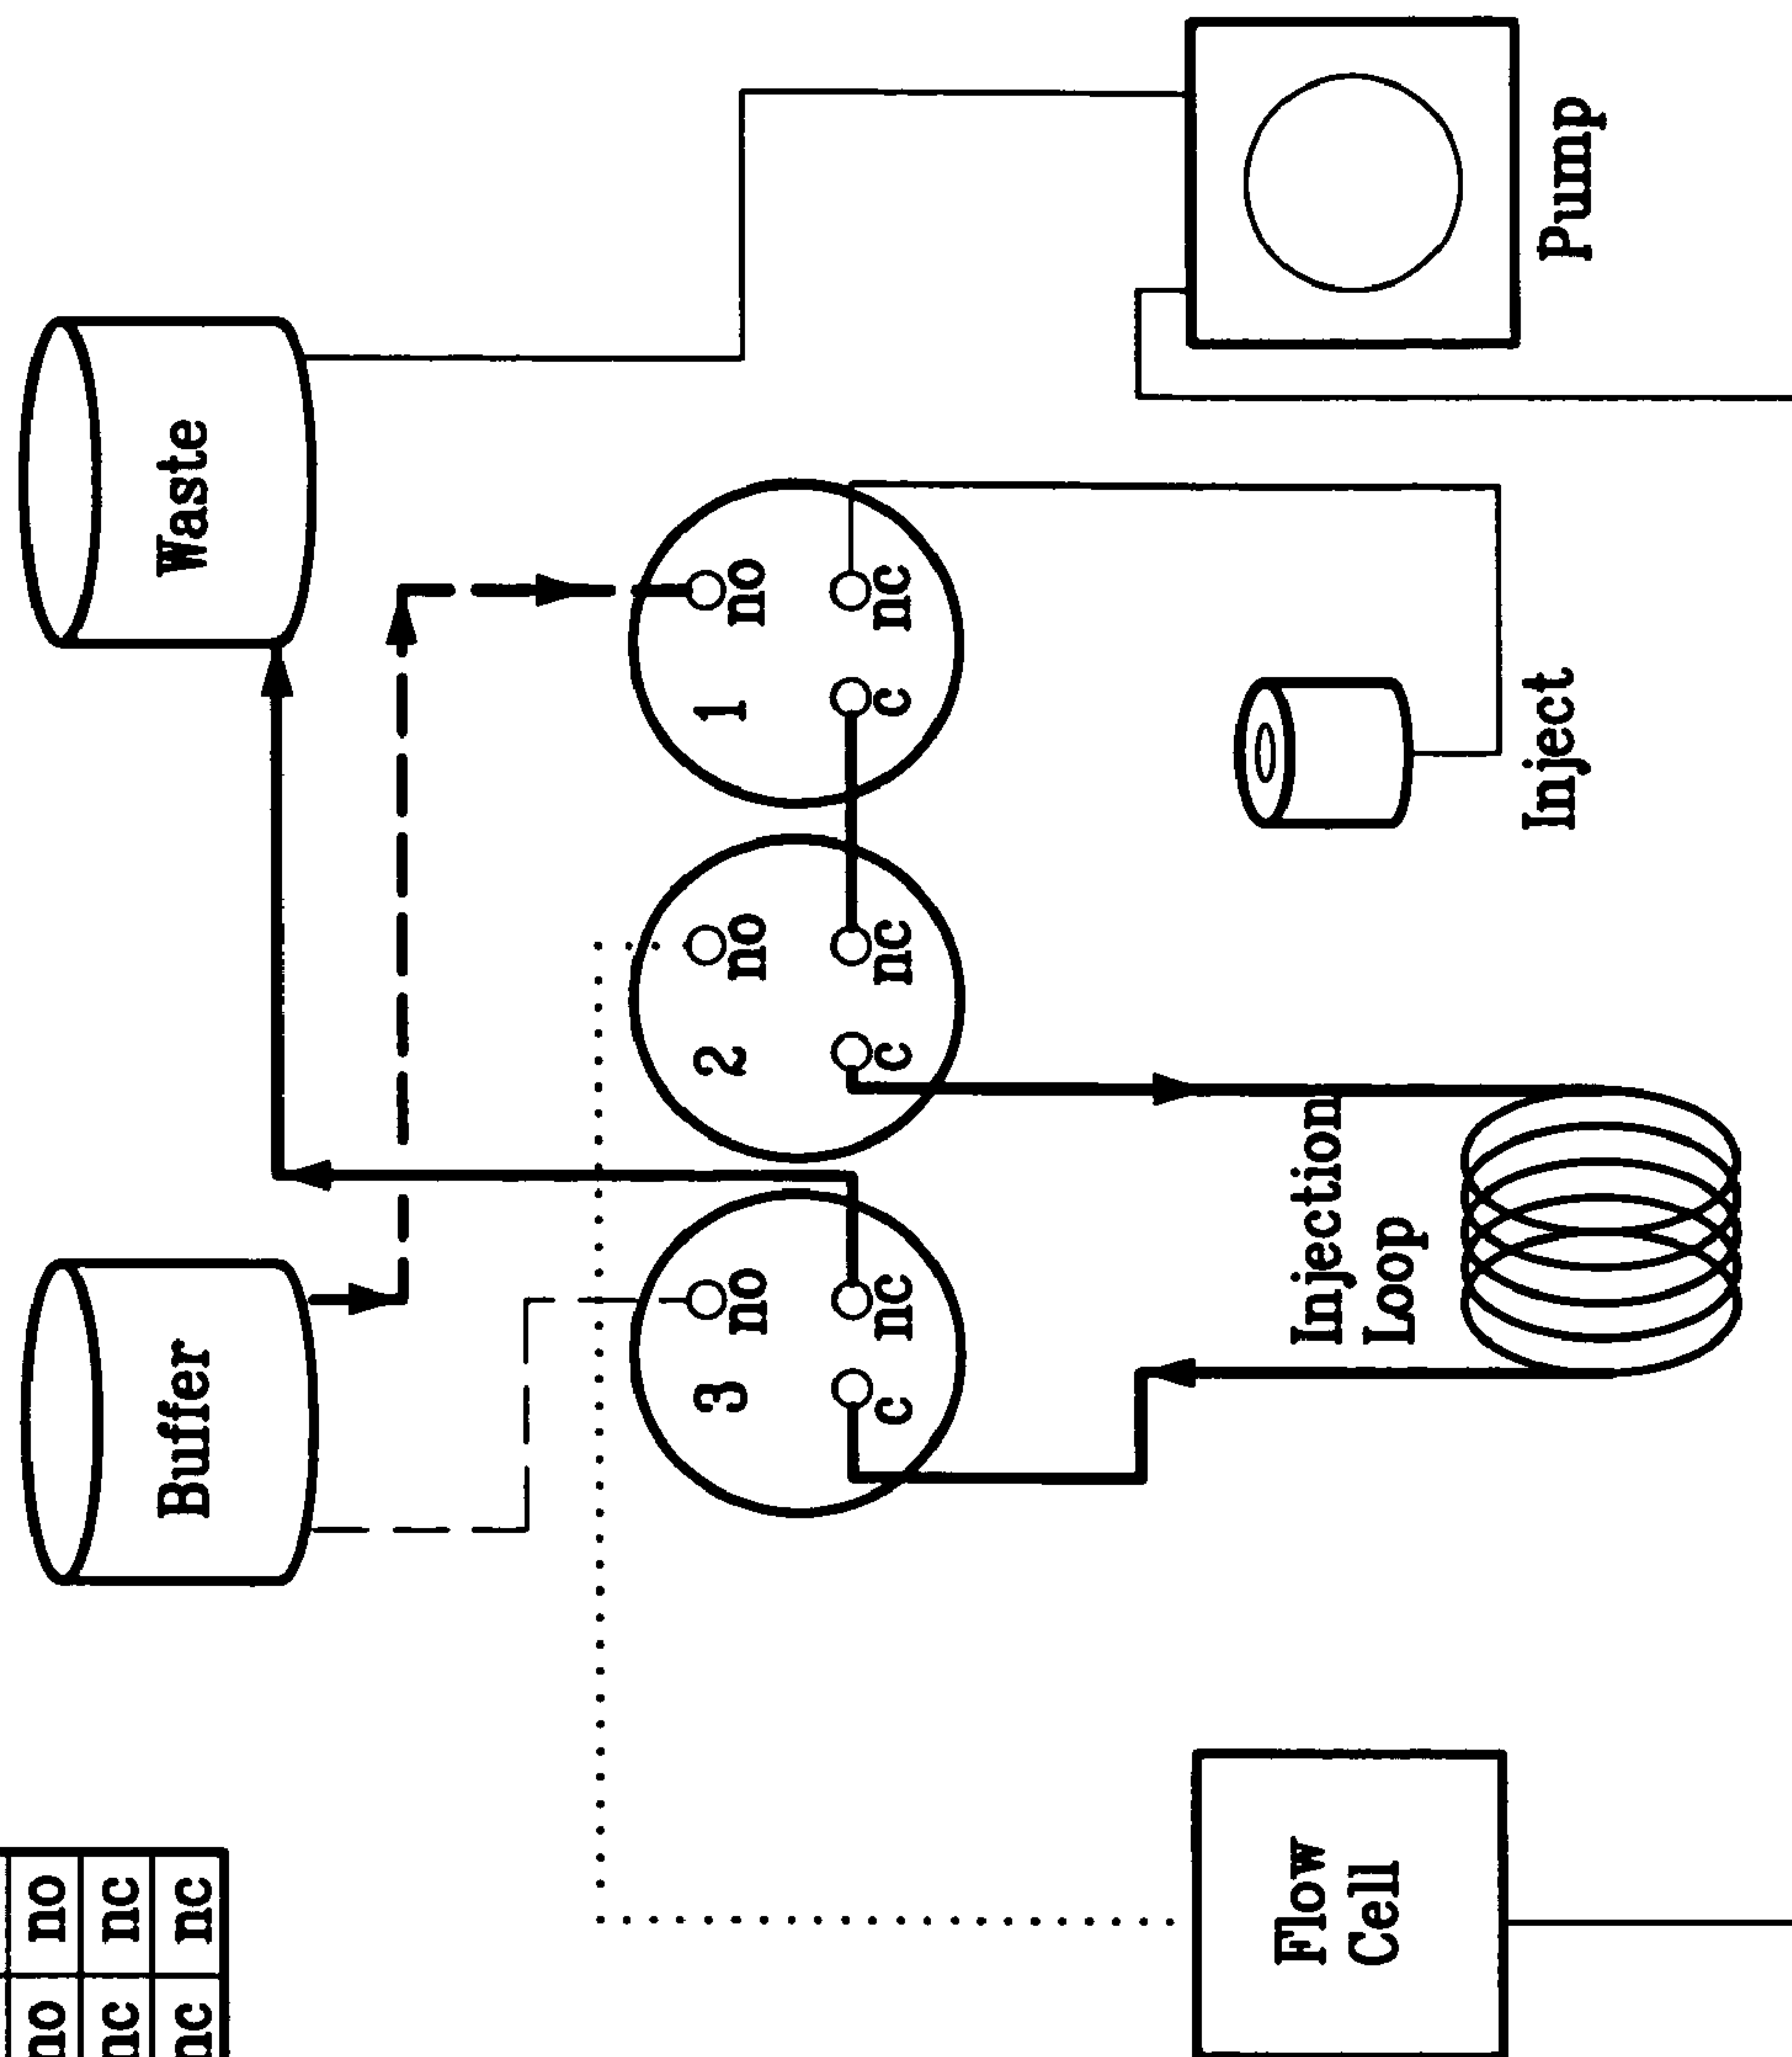 no no
nc nc
nc nc
Buffer
Waste
3
no
c
nc
2
no
c
nc
1
no
c
nc
Flow
Cell
Injection
Loop
Inject
Pump